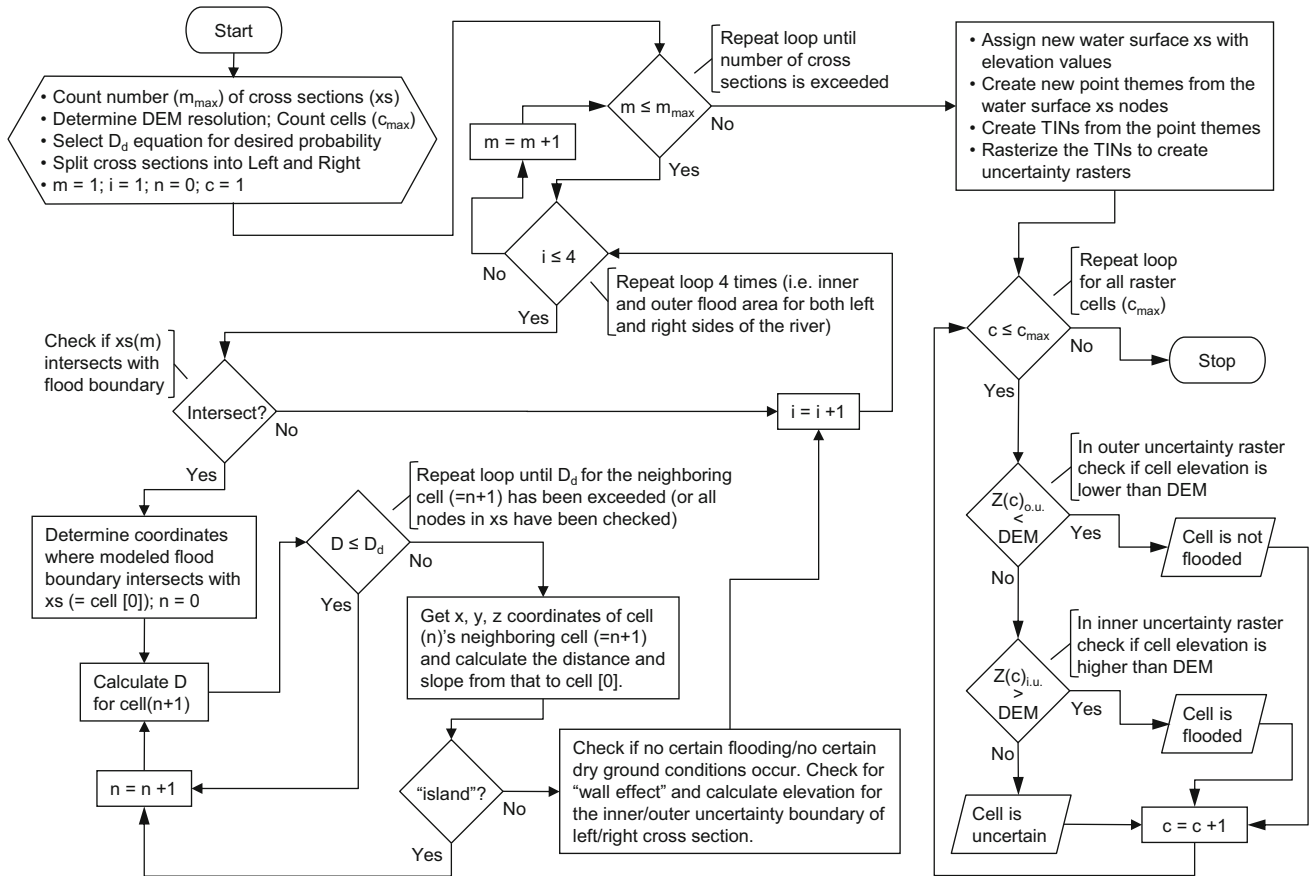 Start
• Count number (mmax) of cross sections (xs)
• Determine DEM resolution; Count cells (cmax)
• Select Dd equation for desired probability
• Split cross sections into Left and Right
• m = 1; i = 1; n = 0; c = 1
m ≤ mmax
No
Yes
Repeat loop until
number of cross
sections is exceeded
m = m +1
i ≤ 4
No
Yes
Repeat loop 4 times (i.e. inner
and outer flood area for both left
and right sides of the river)
Check if xs(m)
intersects with
flood boundary
Intersect?
No
Yes
i = i +1
Determine coordinates
where modeled flood
boundary intersects with
xs (= cell [0]); n = 0
Calculate D
for cell(n+1)
n = n +1
D ≤ Dd
No
Yes
Repeat loop until Dd for the neighboring
cell (=n+1) has been exceeded (or all
nodes in xs have been checked)
Get x, y, z coordinates of cell
(n)'s neighboring cell (=n+1)
and calculate the distance and
slope from that to cell [0].
“island”?
No
Yes
Check if no certain flooding/no certain
dry ground conditions occur. Check for
“wall effect” and calculate elevation for
the inner/outer uncertainty boundary of
left/right cross section.
• Assign new water surface xs with
elevation values
• Create new point themes from the
water surface xs nodes
• Create TINs from the point themes
• Rasterize the TINs to create
uncertainty rasters
Repeat loop
for all raster
cells (cmax)
c ≤ cmax
No
Yes
Stop
In outer uncertainty raster
check if cell elevation is
lower than DEM
Z(c)o.u.
<
DEM
Yes
No
Cell is not
flooded
In inner uncertainty raster
check if cell elevation is
higher than DEM
Z(c)i.u.
>
DEM
Yes
No
Cell is
flooded
Cell is
uncertain
c = c +1